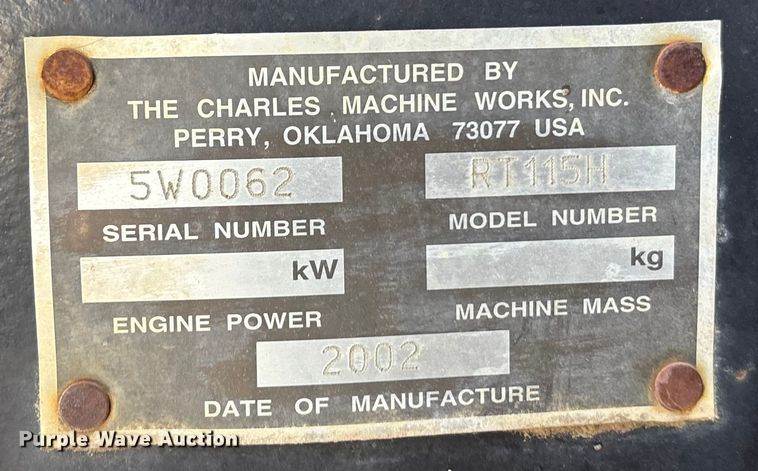 MANUFACTURED BY
THE CHARLES MACHINE WORKS, INC.
PERRY, OKLAHOMA 73077 USA
5W0062 RT115H
SERIAL NUMBER MODEL NUMBER
kW kg
ENGINE POWER MACHINE MASS
2002
DATE OF MANUFACTURE
Purple Wave Auction